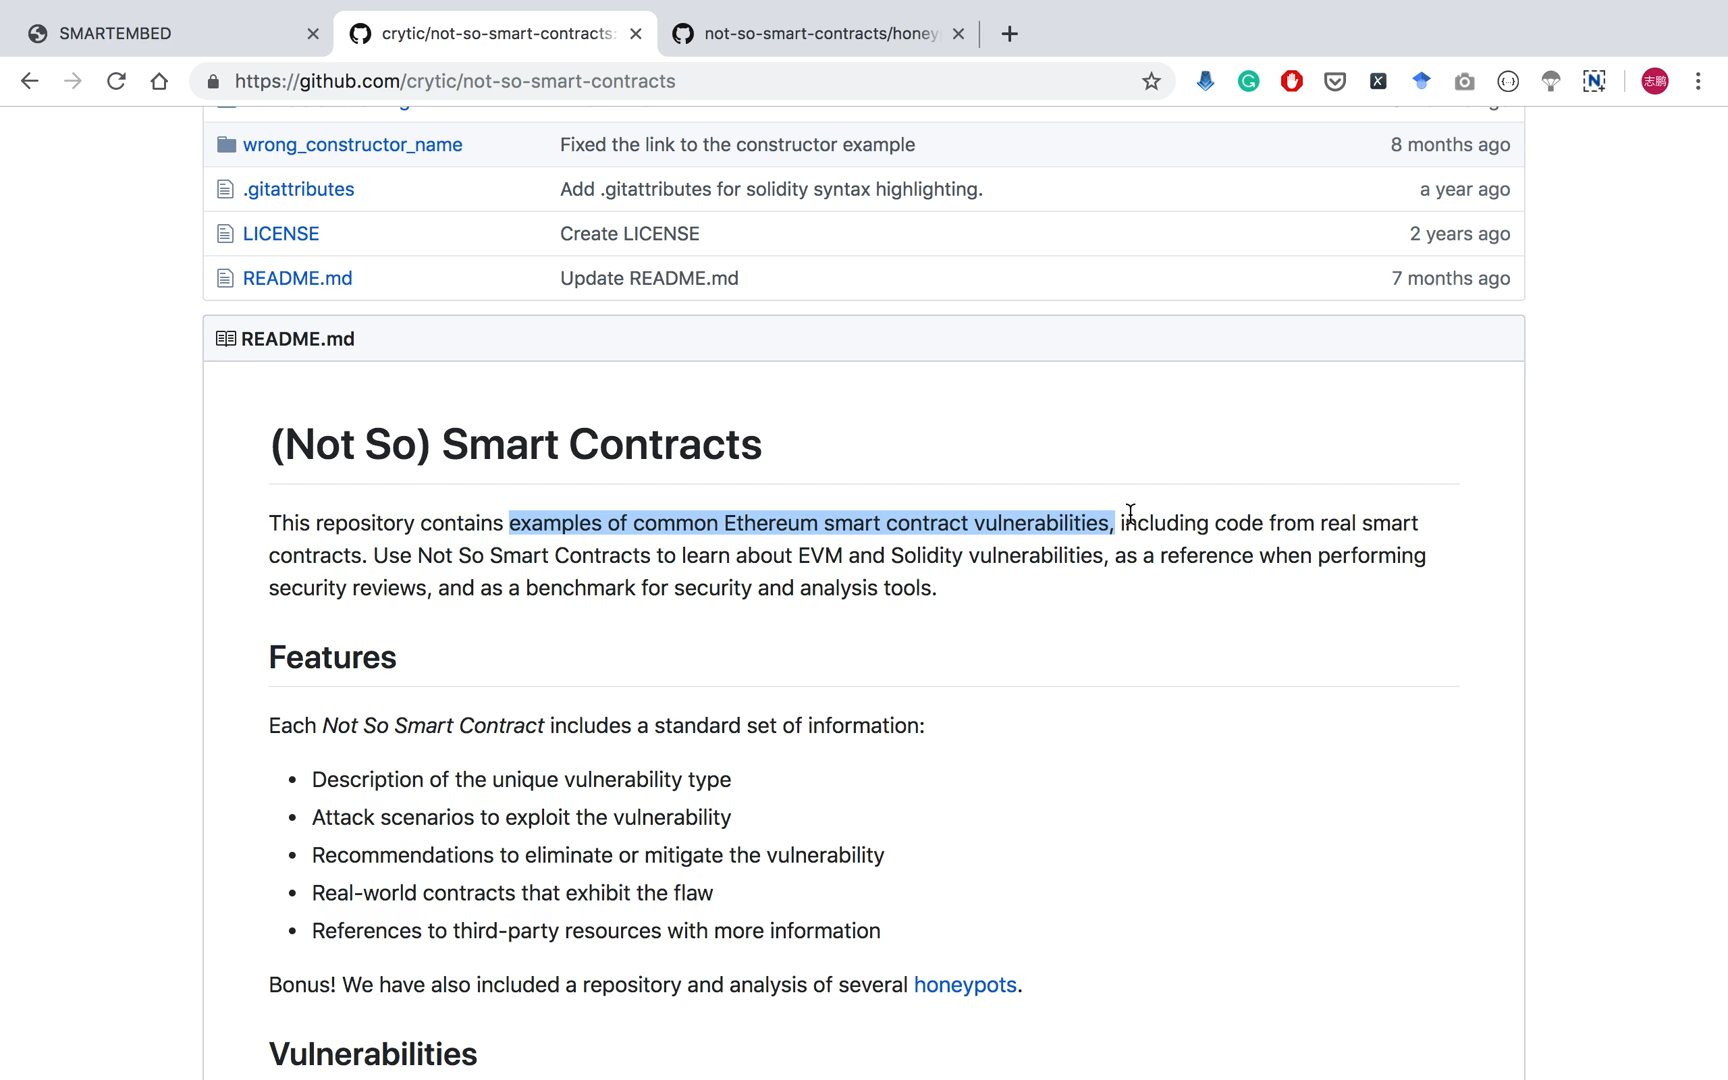 SMARTEMBED
crytic/not-so-smart-contracts:
not-so-smart-contracts/honey
https://github.com/crytic/not-so-smart-contracts
志鹏
wrong_constructor_name Fixed the link to the constructor example 8 months ago
.gitattributes Add .gitattributes for solidity syntax highlighting. a year ago
LICENSE Create LICENSE 2 years ago
README.md Update README.md 7 months ago
README.md
(Not So) Smart Contracts
This repository contains examples of common Ethereum smart contract vulnerabilities, including code from real smart
contracts. Use Not So Smart Contracts to learn about EVM and Solidity vulnerabilities, as a reference when performing
security reviews, and as a benchmark for security and analysis tools.
Features
Each Not So Smart Contract includes a standard set of information:
• Description of the unique vulnerability type
• Attack scenarios to exploit the vulnerability
• Recommendations to eliminate or mitigate the vulnerability
• Real-world contracts that exhibit the flaw
• References to third-party resources with more information
Bonus! We have also included a repository and analysis of several honeypots.
Vulnerabilities